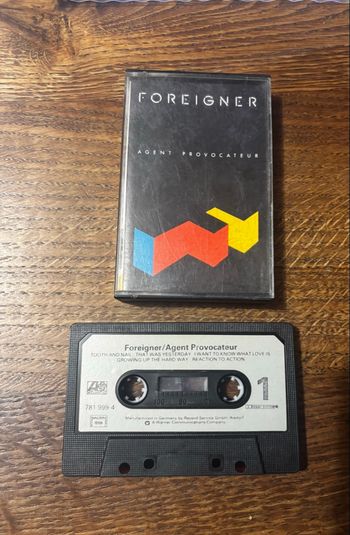 FOREIGNER
AGENT PROVOCATEUR
Foreigner/Agent Provocateur
TOOTH AND NAIL · THAT WAS YESTERDAY · I WANT TO KNOW WHAT LOVE IS
GROWING UP THE HARD WAY · REACTION TO ACTION
781 999-4
1
Manufactured in Germany by Record Service GmbH, Alsdorf
A Warner Communications Company